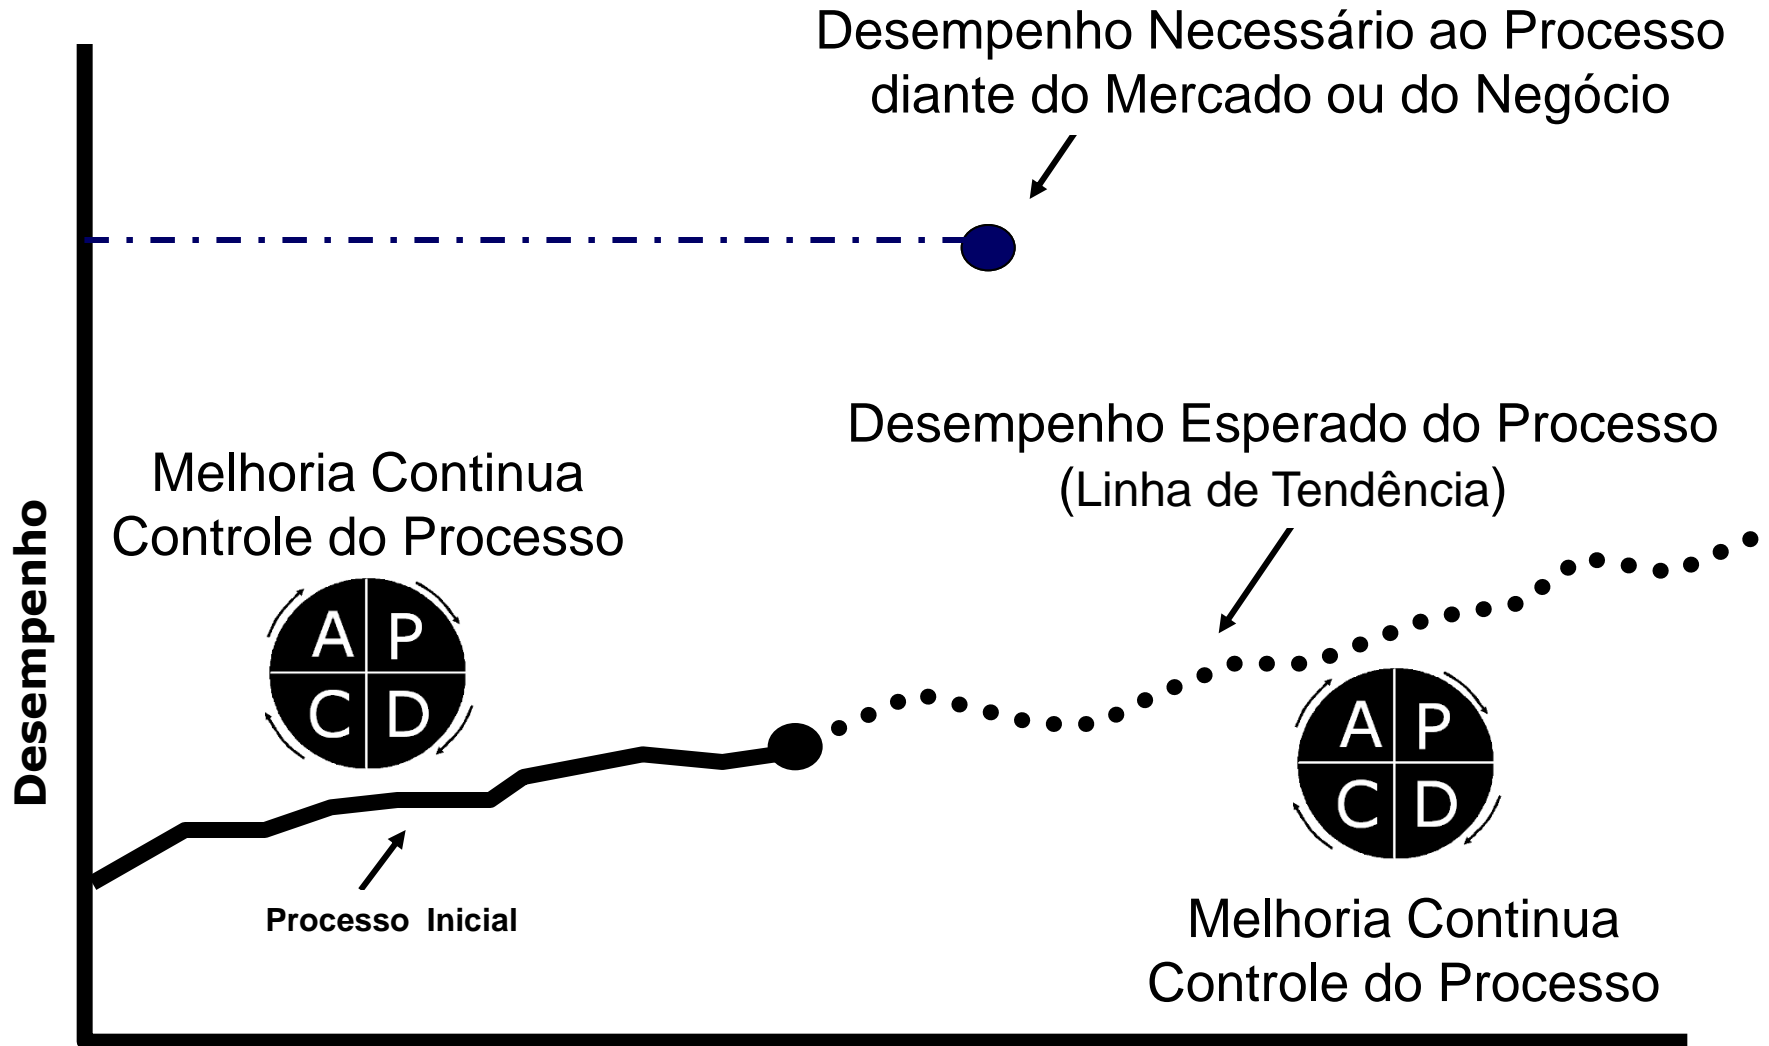 Desempenho Necessário ao Processo
diante do Mercado ou do Negócio
Desempenho Esperado do Processo
(Linha de Tendência)
Melhoria Continua
Controle do Processo
Desempenho
A P
C D
Processo Inicial
A P
C D
Melhoria Continua
Controle do Processo